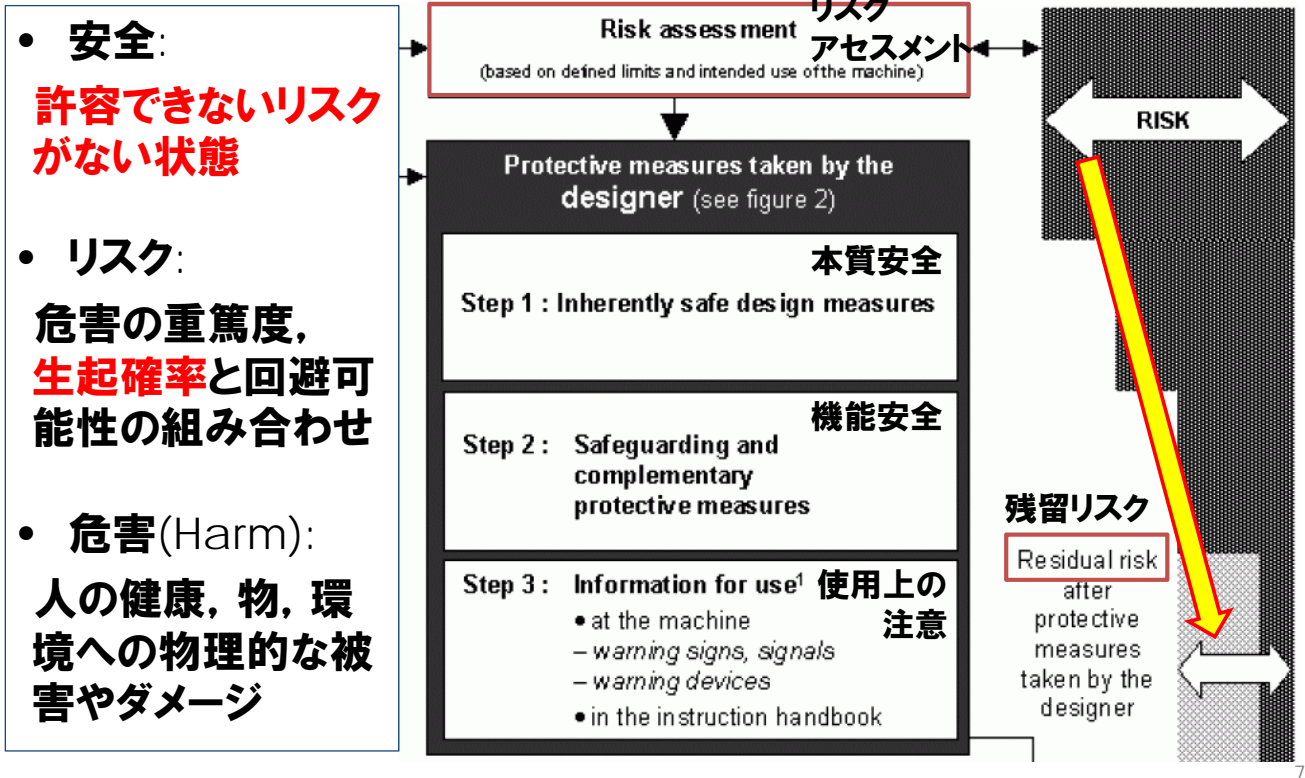 • 安全:
許容できないリスク
がない状態
• リスク:
危害の重篤度,
生起確率と回避可
能性の組み合わせ
• 危害(Harm):
人の健康, 物, 環
境への物理的な被
害やダメージ
リスク
アセスメント
Risk assessment
(based on defined limits and intended use of the machine)
RISK
Protective measures taken by the
designer (see figure 2)
本質安全
Step 1 : Inherently safe design measures
機能安全
Step 2 : Safeguarding and
complementary
protective measures
使用上の
注意
Step 3 : Information for use¹
• at the machine
– warning signs, signals
– warning devices
• in the instruction handbook
残留リスク
Residual risk
after
protective
measures
taken by the
designer
7